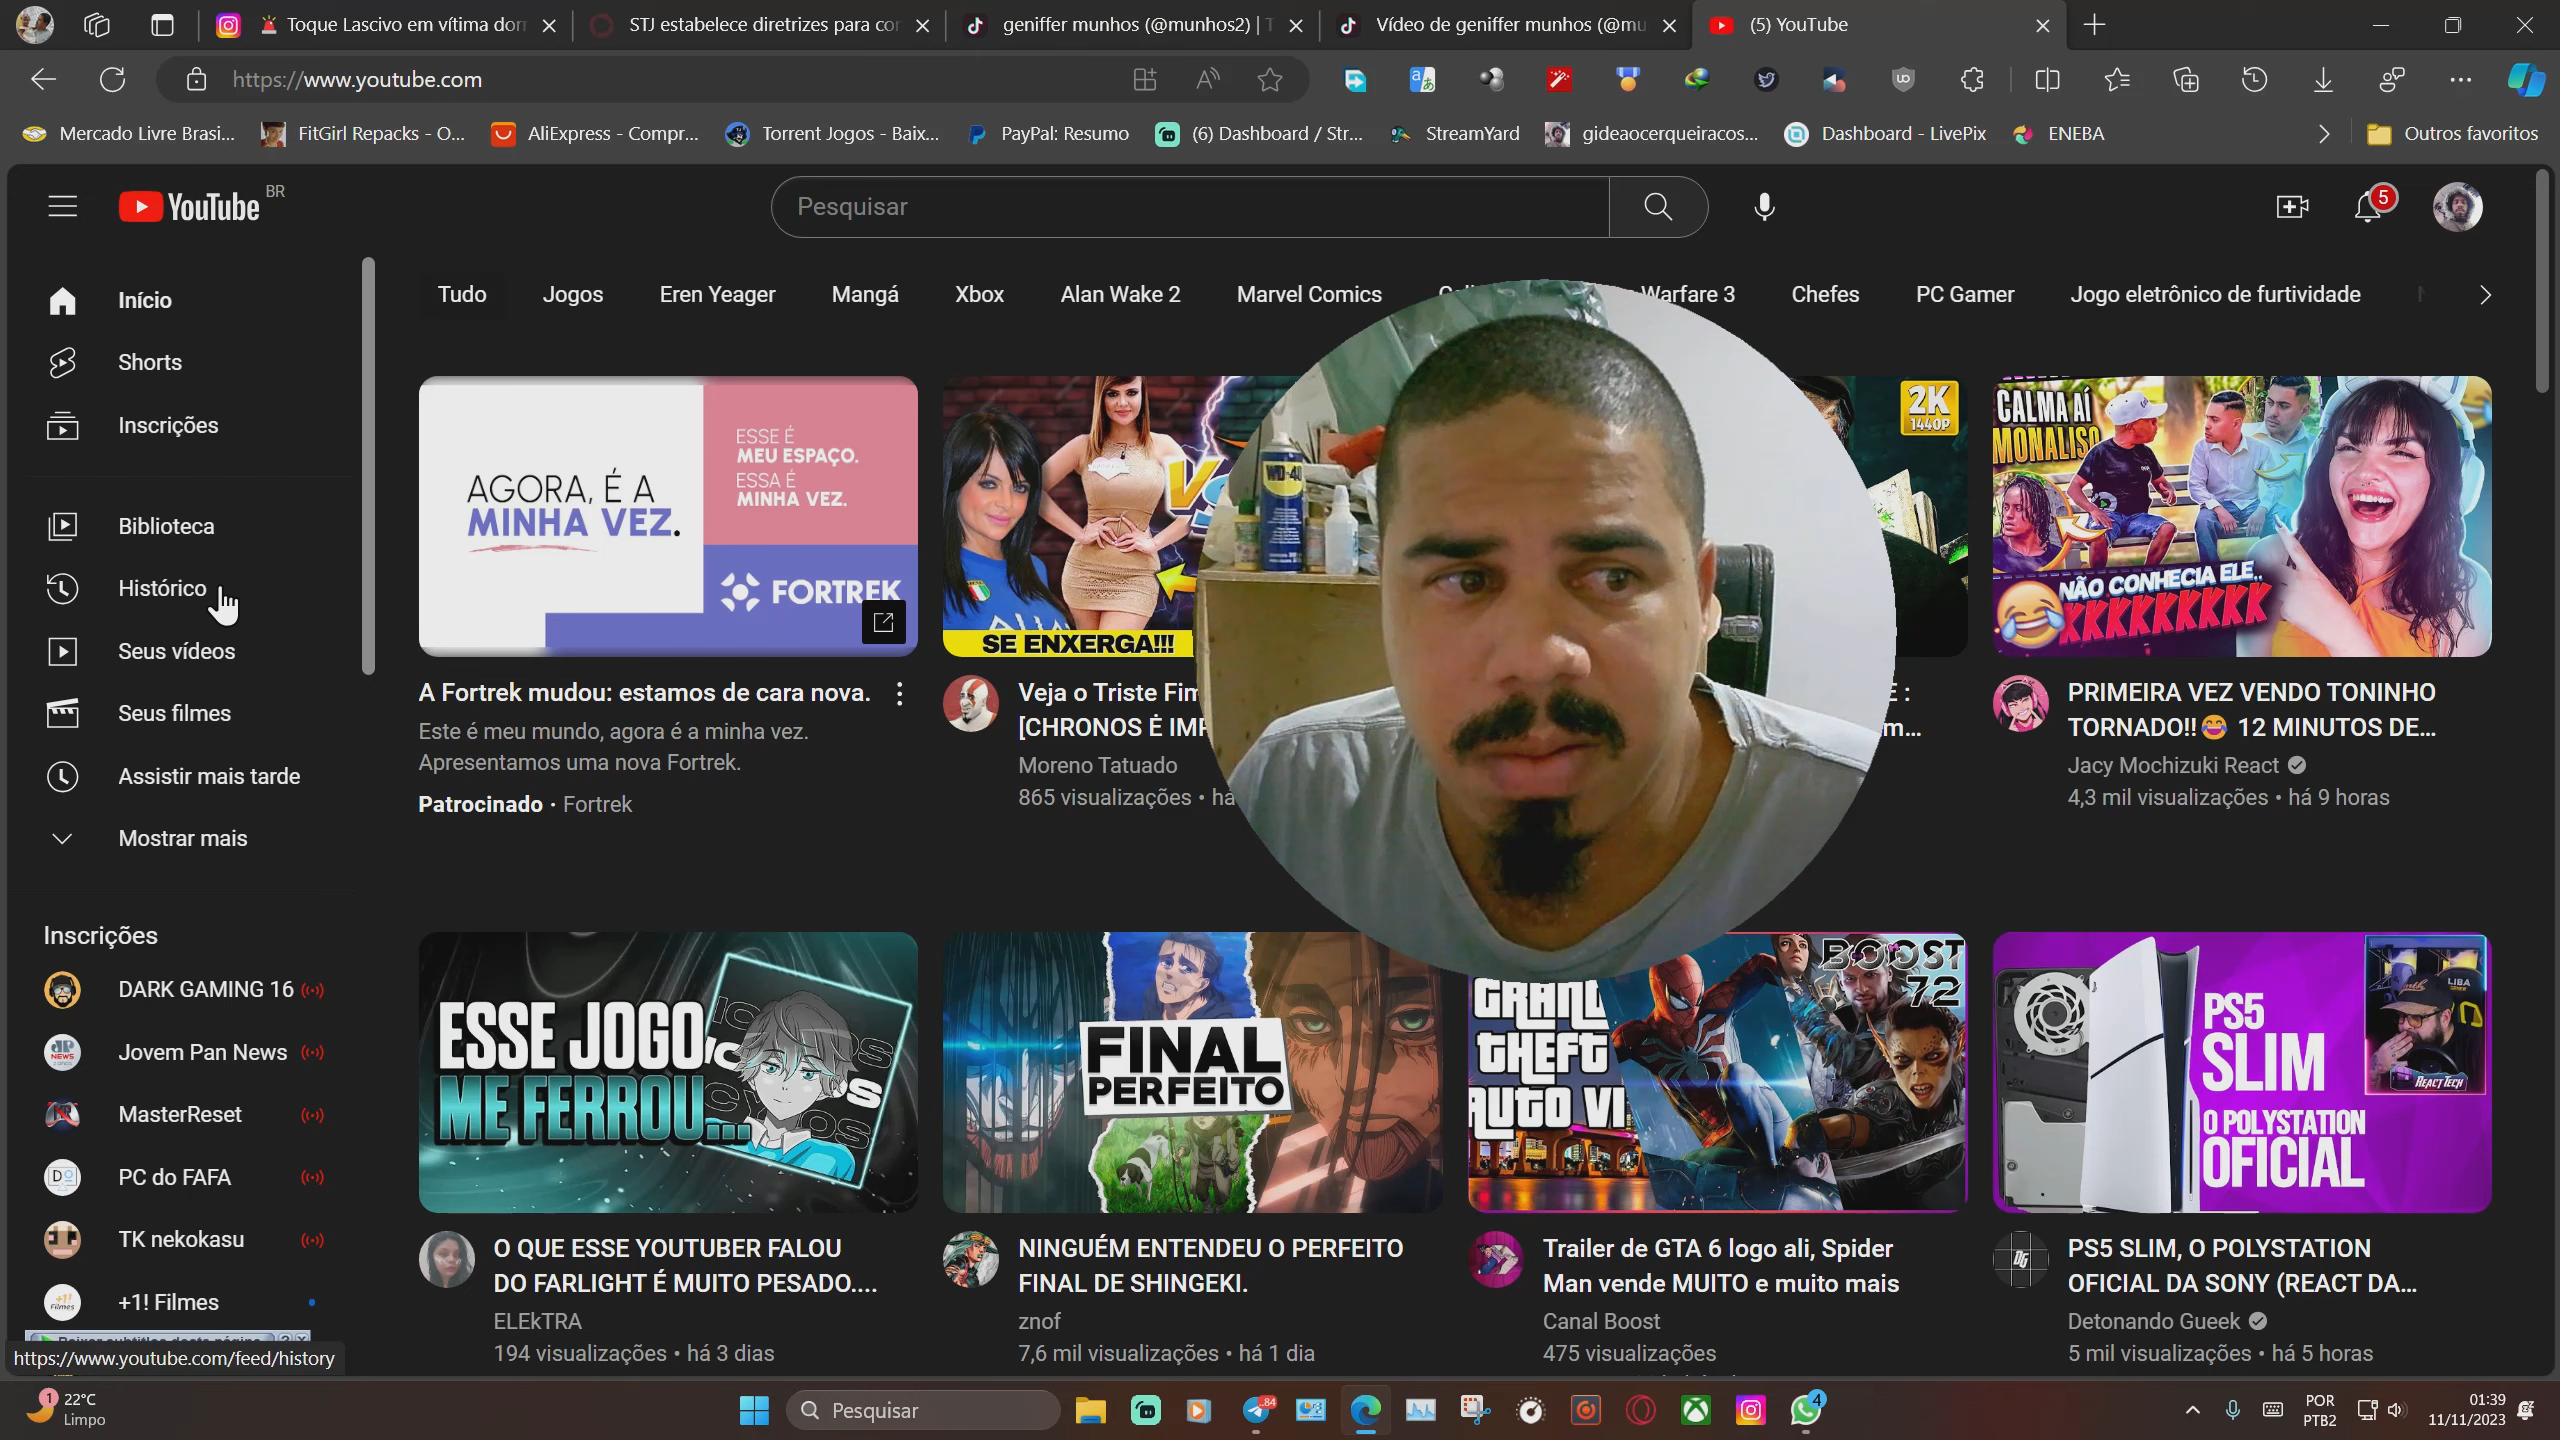 Toque Lascivo em vítima dor
STJ estabelece diretrizes para cor
geniffer munhos (@munhos2) | T
Vídeo de geniffer munhos (@mu
(5) YouTube
https://www.youtube.com
Mercado Livre Brasi...
FitGirl Repacks - O...
AliExpress - Compr...
Torrent Jogos - Baix...
PayPal: Resumo
(6) Dashboard / Str...
StreamYard
gideaocerqueiracos...
Dashboard - LivePix
ENEBA
Outros favoritos
YouTube BR
Pesquisar
5
Início
Shorts
Inscrições
Biblioteca
Histórico
Seus vídeos
Seus filmes
Assistir mais tarde
Mostrar mais
Inscrições
DARK GAMING 16
Jovem Pan News
MasterReset
PC do FAFA
TK nekokasu
+1! Filmes
https://www.youtube.com/feed/history
Tudo
Jogos
Eren Yeager
Mangá
Xbox
Alan Wake 2
Marvel Comics
Warfare 3
Chefes
PC Gamer
Jogo eletrônico de furtividade
AGORA, É A
MINHA VEZ.
ESSE É
MEU ESPAÇO.
ESSA É
MINHA VEZ.
FORTREK
A Fortrek mudou: estamos de cara nova.
Este é meu mundo, agora é a minha vez.
Apresentamos uma nova Fortrek.
Patrocinado · Fortrek
SE ENXERGA!!!
Veja o Triste Fim
[CHRONOS É IMP
Moreno Tatuado
865 visualizações • há
WD-40
2K
1440P
E :
m...
CALMA AÍ
MONALISO
NÃO CONHECIA ELE..
KKKKKKKKK
PRIMEIRA VEZ VENDO TONINHO
TORNADO!!😂 12 MINUTOS DE...
Jacy Mochizuki React
4,3 mil visualizações • há 9 horas
ESSE JOGO
ME FERROU...
O QUE ESSE YOUTUBER FALOU
DO FARLIGHT É MUITO PESADO....
ELEkTRA
194 visualizações • há 3 dias
FINAL
PERFEITO
NINGUÉM ENTENDEU O PERFEITO
FINAL DE SHINGEKI.
znof
7,6 mil visualizações • há 1 dia
BOOST
72
GRAND
THEFT
AUTO VI
Trailer de GTA 6 logo ali, Spider
Man vende MUITO e muito mais
Canal Boost
475 visualizações
PS5
SLIM
O POLYSTATION
OFICIAL
LIBA
REACT TECH
PS5 SLIM, O POLYSTATION
OFICIAL DA SONY (REACT DA...
Detonando Gueek
5 mil visualizações • há 5 horas
1
22°C
Limpo
Pesquisar
84
4
POR
PTB2
01:39
11/11/2023